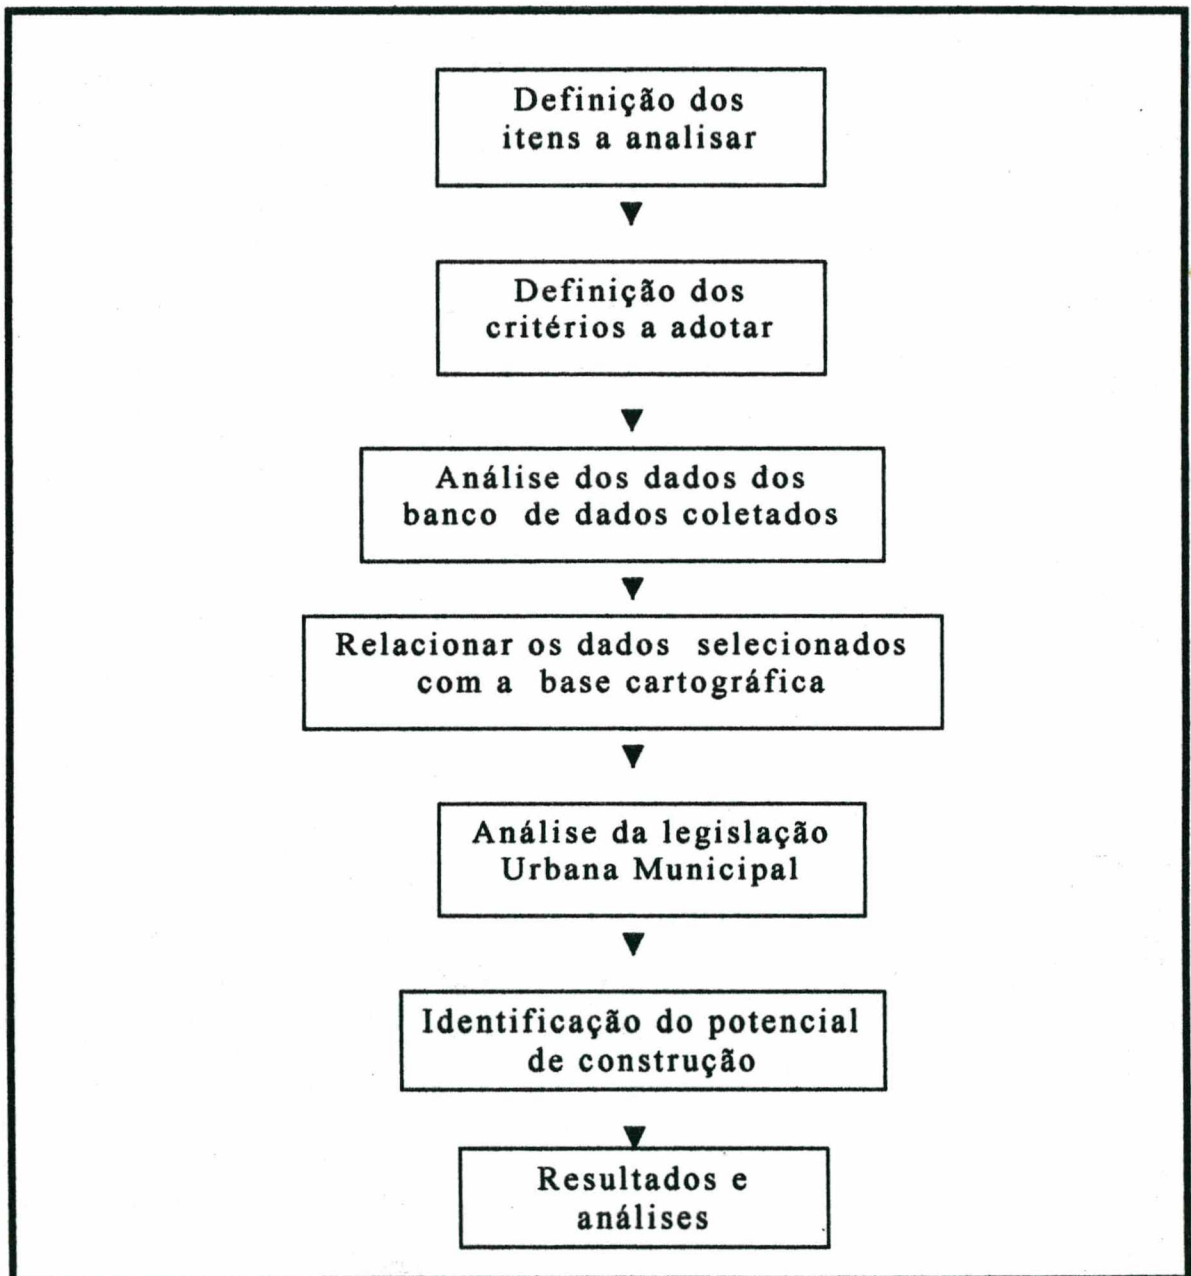 Definição dos
itens a analisar
Definição dos
critérios a adotar
Análise dos dados dos
banco de dados coletados
Relacionar os dados selecionados
com a base cartográfica
Análise da legislação
Urbana Municipal
Identificação do potencial
de construção
Resultados e
análises